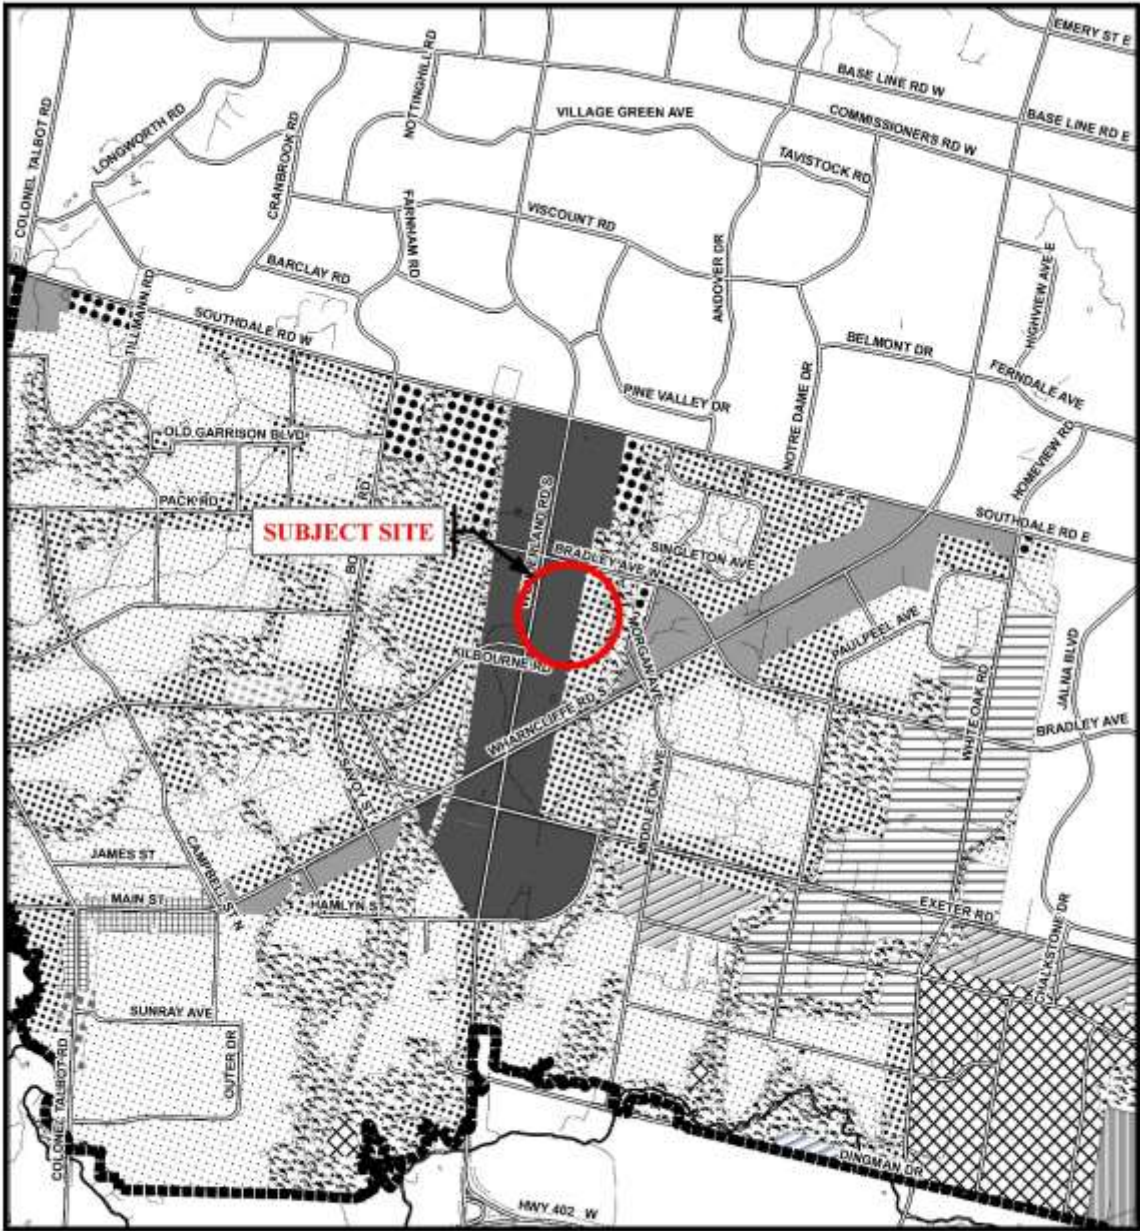 EMERY ST E
BASE LINE RD W
BASE LINE RD E
COMMISSIONERS RD W
NOTTINGHILL RD
VILLAGE GREEN AVE
LONGWORTH RD
COLONEL TALBOT RD
CRANBROOK RD
TAVISTOCK RD
FARNHAM RD
VISCOUNT RD
ANDOVER DR
HIGHVIEW AVE E
BARCLAY RD
TILLMANN RD
SOUTHDALE RD W
BELMONT DR
FERNDALE AVE
NOTRE DAME DR
PINE VALLEY DR
HOMEVIEW RD
OLD GARRISON BLVD
PACK RD
SOUTHDALE RD E
SUBJECT SITE
BRADLEY AVE
SINGLETON AVE
PAULPEEL AVE
KILBOURNE RD
MORGAN AVE
JALNA BLVD
WHITE OAK RD
BRADLEY AVE
WHARNCLIFFE RD S
SAVOY ST
MIDDLETON AVE
JAMES ST
CAMPBELL ST N
MAIN ST
HAMLYN ST
EXETER RD
CHALKSTONE DR
SUNRAY AVE
OUTER DR
COLONEL TALBOT RD
DINGMAN DR
HWY 402 W